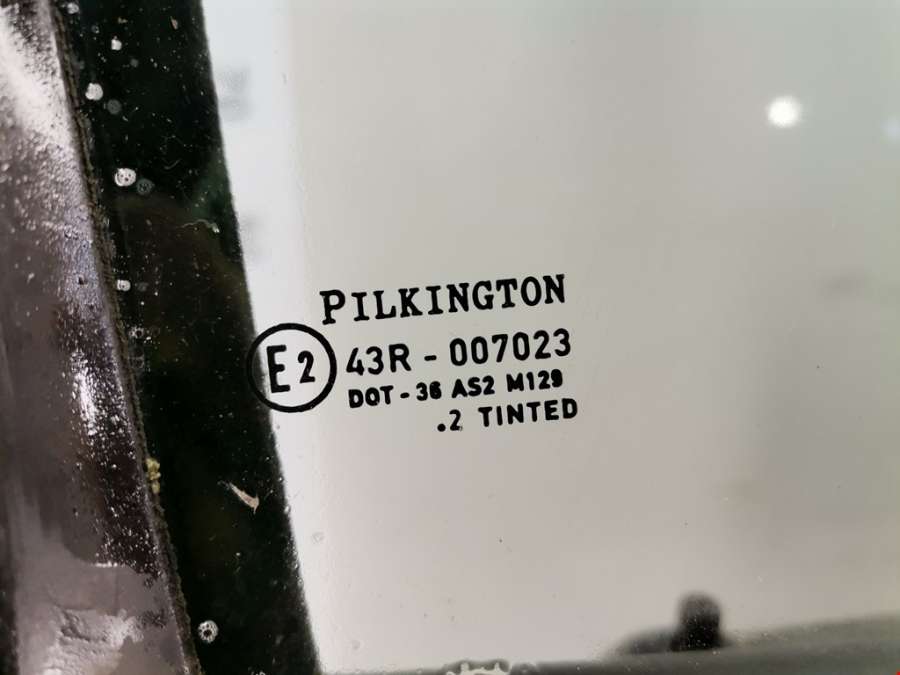 PILKINGTON
E2 43R - 007023
DOT - 36 AS2 M129
.2 TINTED